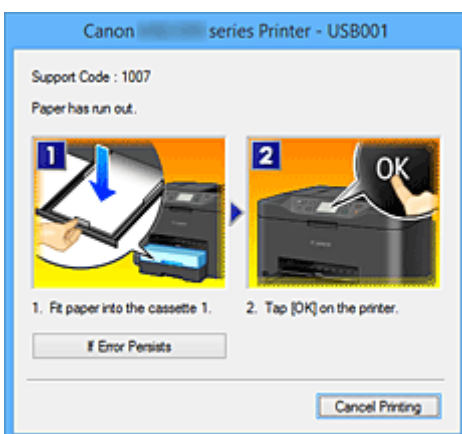 Canon series Printer - USB001
Support Code : 1007
Paper has run out.
1
2
OK
1. Fit paper into the cassette 1.
2. Tap [OK] on the printer.
If Error Persists
Cancel Printing